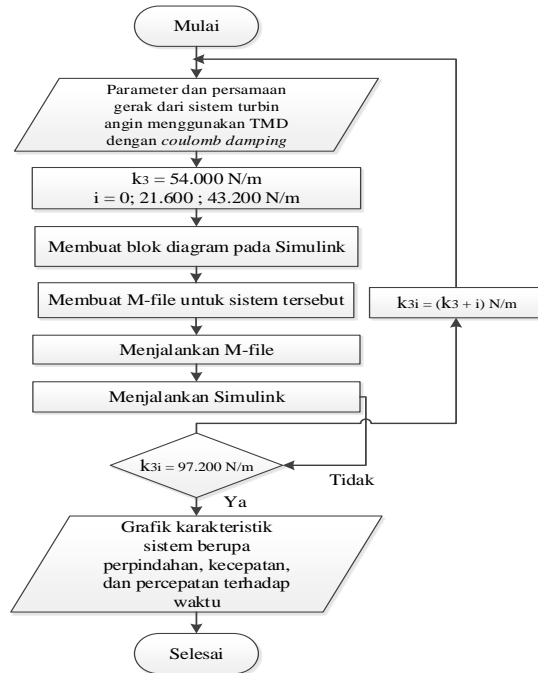 Mulai
Parameter dan persamaan
gerak dari sistem turbin
angin menggunakan TMD
dengan coulomb damping
k3 = 54.000 N/m
i = 0; 21.600 ; 43.200 N/m
Membuat blok diagram pada Simulink
Membuat M-file untuk sistem tersebut
k3i = (k3 + i) N/m
Menjalankan M-file
Menjalankan Simulink
k3i = 97.200 N/m
Tidak
Ya
Grafik karakteristik
sistem berupa
perpindahan, kecepatan,
dan percepatan terhadap
waktu
Selesai